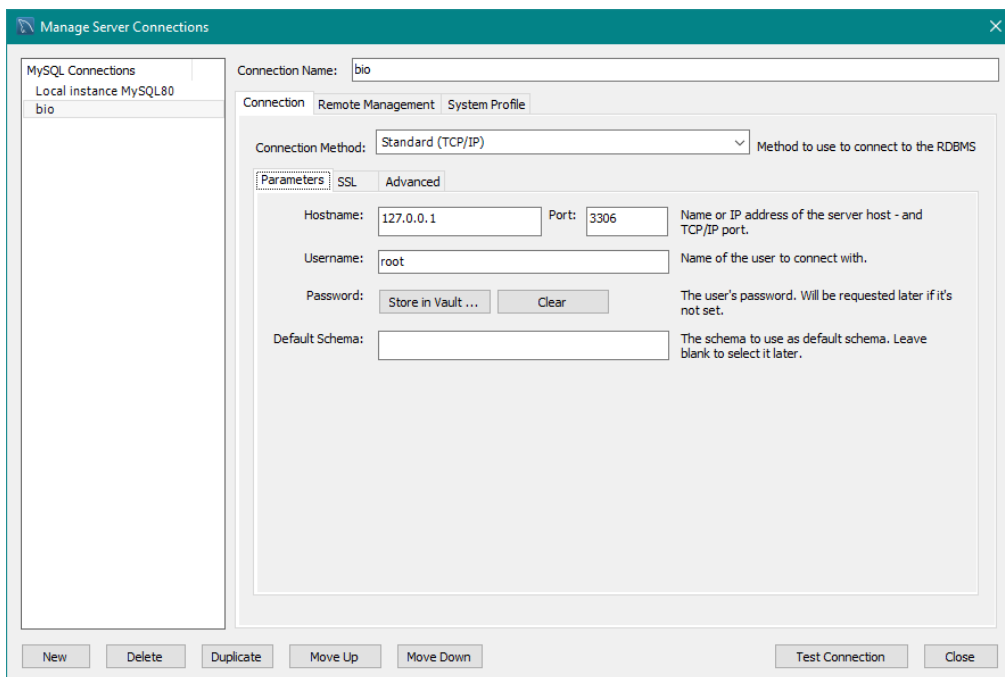 Manage Server Connections
MySQL Connections
Local instance MySQL80
bio
Connection Name: bio
Connection Remote Management System Profile
Connection Method: Standard (TCP/IP) Method to use to connect to the RDBMS
Parameters SSL Advanced
Hostname: 127.0.0.1 Port: 3306 Name or IP address of the server host - and
TCP/IP port.
Username: root Name of the user to connect with.
Password: Store in Vault ... Clear The user's password. Will be requested later if it's
not set.
Default Schema: The schema to use as default schema. Leave
blank to select it later.
New Delete Duplicate Move Up Move Down Test Connection Close